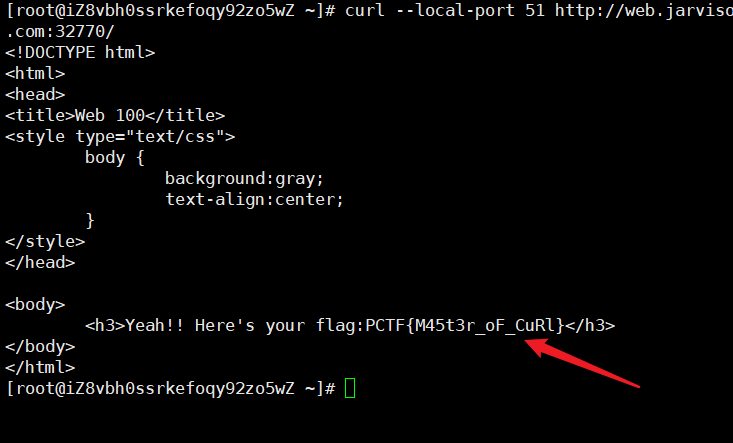 [root@iZ8vbh0ssrkefoqy92zo5wZ ~]# curl --local-port 51 http://web.jarviso
.com:32770/
<!DOCTYPE html>
<html>
<head>
<title>Web 100</title>
<style type="text/css">
        body {
                background:gray;
                text-align:center;
        }
</style>
</head>

<body>
        <h3>Yeah!! Here's your flag:PCTF{M45t3r_oF_CuRl}</h3>
</body>
</html>
[root@iZ8vbh0ssrkefoqy92zo5wZ ~]#